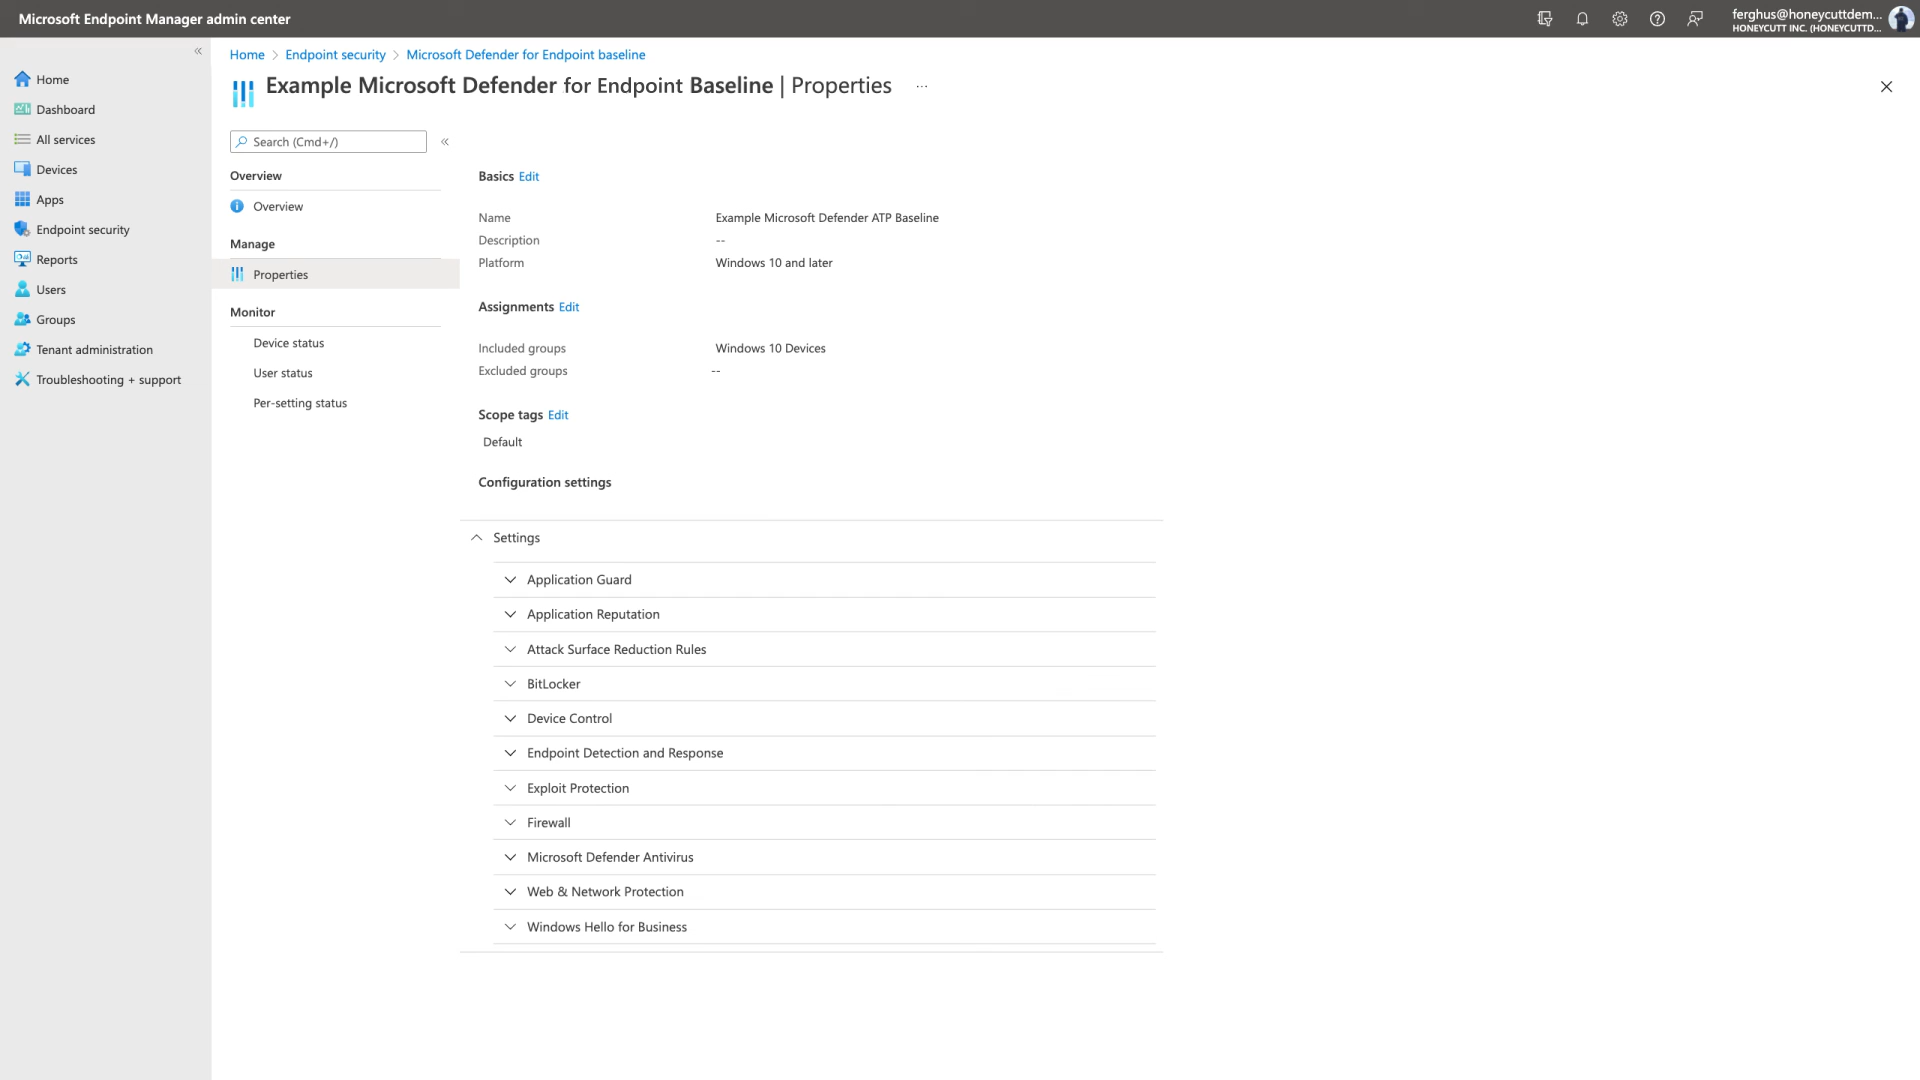 Microsoft Endpoint Manager admin center
ferghus@honeycuttdem...
HONEYCUTT INC. (HONEYCUTTD...
Home
Dashboard
All services
Devices
Apps
Endpoint security
Reports
Users
Groups
Tenant administration
Troubleshooting + support
Home > Endpoint security > Microsoft Defender for Endpoint baseline
Example Microsoft Defender for Endpoint Baseline | Properties ...
Search (Cmd+/)
Overview
Overview
Manage
Properties
Monitor
Device status
User status
Per-setting status
Basics Edit
Name Example Microsoft Defender ATP Baseline
Description --
Platform Windows 10 and later
Assignments Edit
Included groups Windows 10 Devices
Excluded groups --
Scope tags Edit
Default
Configuration settings
Settings
Application Guard
Application Reputation
Attack Surface Reduction Rules
BitLocker
Device Control
Endpoint Detection and Response
Exploit Protection
Firewall
Microsoft Defender Antivirus
Web & Network Protection
Windows Hello for Business